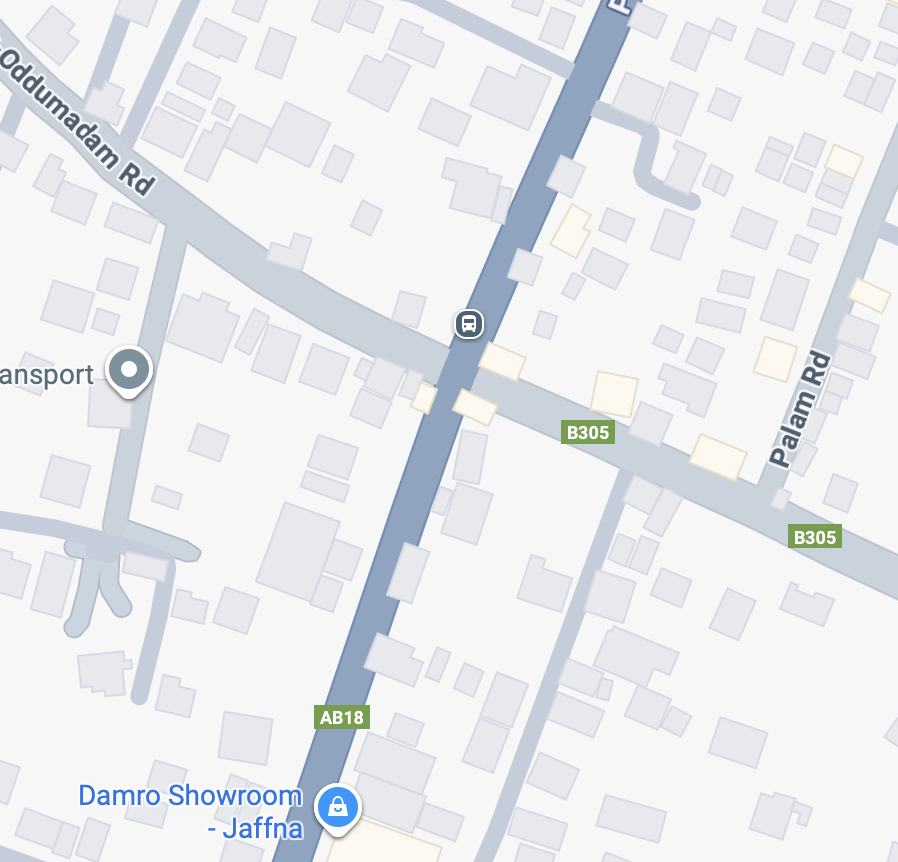 Oddumadam Rd
ansport
B305
Palam Rd
B305
AB18
Damro Showroom
- Jaffna